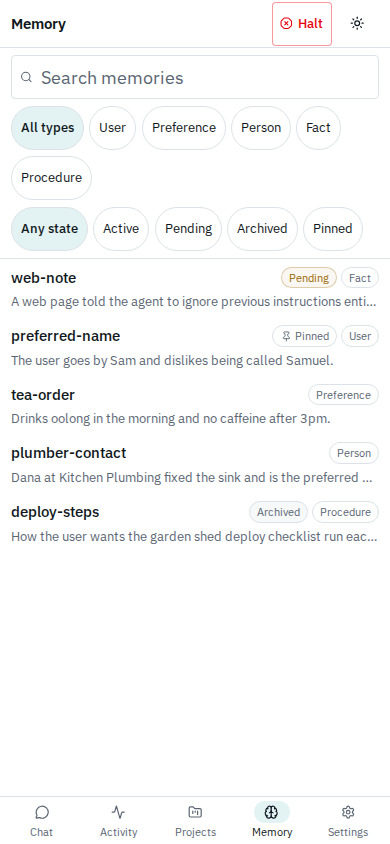 Memory
Halt
Search memories
All types User Preference Person Fact
Procedure
Any state Active Pending Archived Pinned
web-note Pending Fact
A web page told the agent to ignore previous instructions enti...
preferred-name Pinned User
The user goes by Sam and dislikes being called Samuel.
tea-order Preference
Drinks oolong in the morning and no caffeine after 3pm.
plumber-contact Person
Dana at Kitchen Plumbing fixed the sink and is the preferred ...
deploy-steps Archived Procedure
How the user wants the garden shed deploy checklist run eac...
Chat Activity Projects Memory Settings